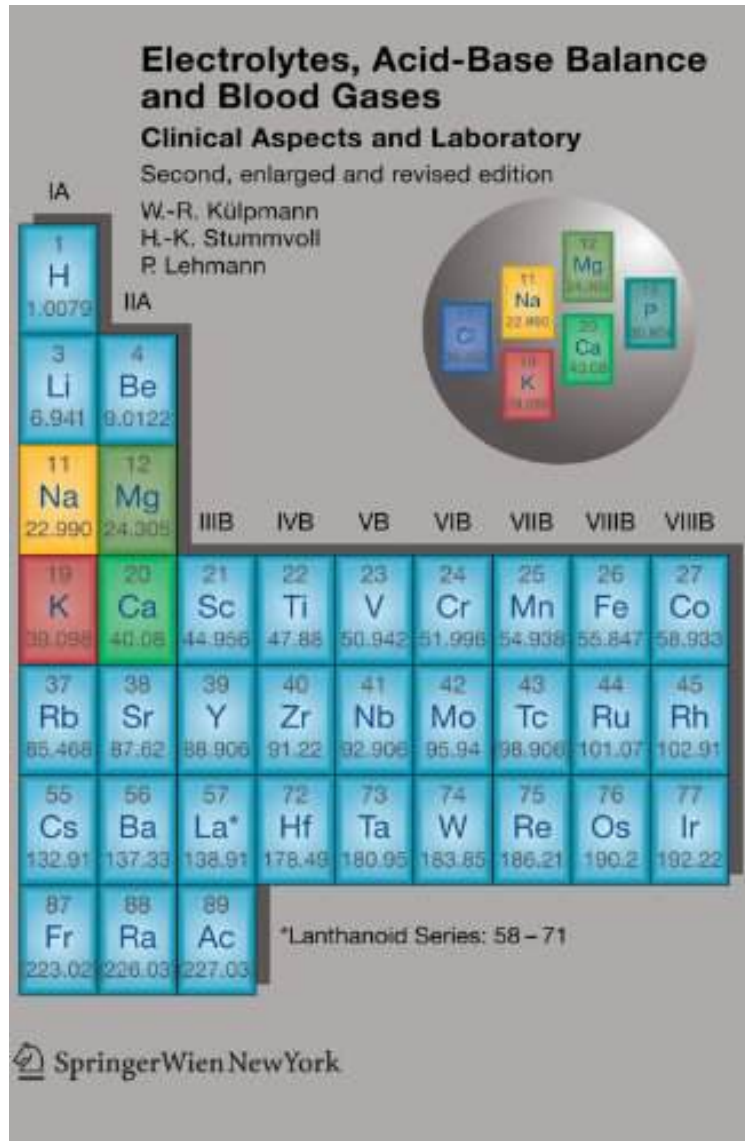 Electrolytes, Acid-Base Balance
and Blood Gases
Clinical Aspects and Laboratory
Second, enlarged and revised edition
W.-R. Külpmann
H.-K. Stummvoll
P. Lehmann
IA
IIA
1
H
1.0079
3 4
Li Be
6.941 9.0122
11 12
Na Mg
22.990 24.305
12
Mg
11
Na
22.990
P
Cl
20
Ca
40.08
19
K
IIIB IVB VB VIB VIIB VIIIB VIIIB
19 20 21 22 23 24 25 26 27
K Ca Sc Ti V Cr Mn Fe Co
39.098 40.08 44.956 47.88 50.942 51.996 54.938 55.847 58.933
37 38 39 40 41 42 43 44 45
Rb Sr Y Zr Nb Mo Tc Ru Rh
85.468 87.62 88.906 91.22 92.906 95.94 98.906 101.07 102.91
55 56 57 72 73 74 75 76 77
Cs Ba La* Hf Ta W Re Os Ir
132.91 137.33 138.91 178.49 180.95 183.85 186.21 190.2 192.22
87 88 89
Fr Ra Ac
223.02 226.03 227.03
*Lanthanoid Series: 58 – 71
SpringerWienNewYork